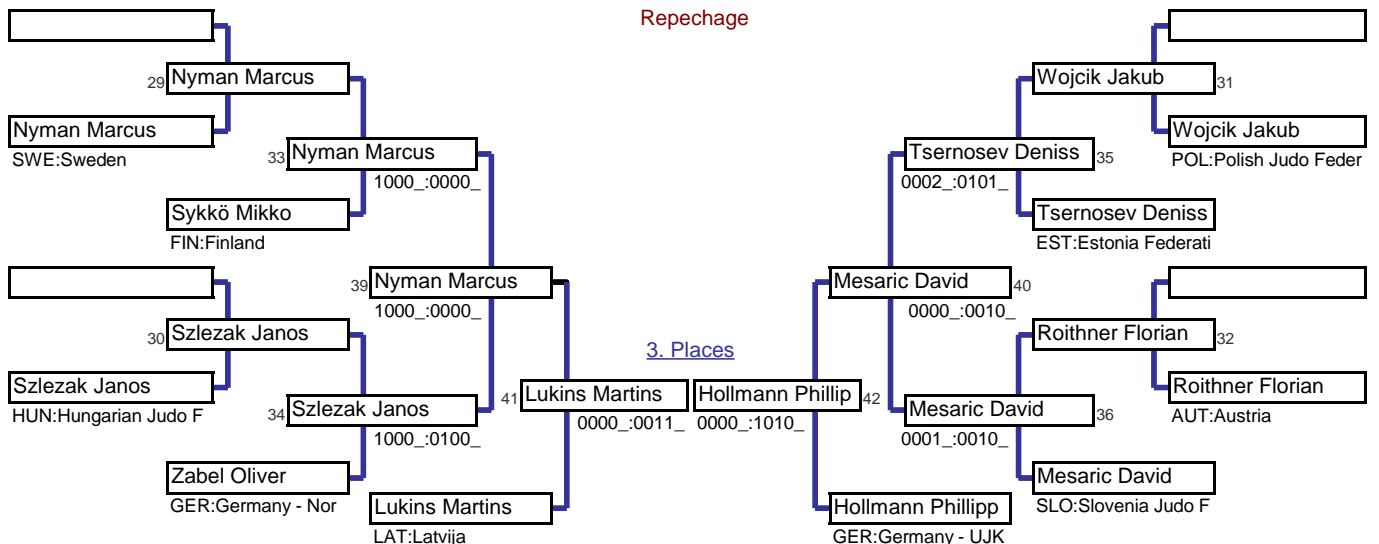 Repechage
29 Nyman Marcus
Nyman Marcus
SWE:Sweden
33 Nyman Marcus
1000_:0000_
Sykkö Mikko
FIN:Finland
39 Nyman Marcus
1000_:0000_
30 Szlezak Janos
Szlezak Janos
HUN:Hungarian Judo F
34 Szlezak Janos
1000_:0100_
Zabel Oliver
GER:Germany - Nor
3. Places
41 Lukins Martins
0000_:0011_
Lukins Martins
LAT:Latvija
Wojcik Jakub 31
Wojcik Jakub
POL:Polish Judo Feder
Tsernosev Deniss 35
0002_:0101_
Tsernosev Deniss
EST:Estonia Federati
Mesaric David 40
0000_:0010_
Roithner Florian 32
Roithner Florian
AUT:Austria
Mesaric David 36
0001_:0010_
Mesaric David
SLO:Slovenia Judo F
Hollmann Phillip 42
0000_:1010_
Hollmann Phillipp
GER:Germany - UJK